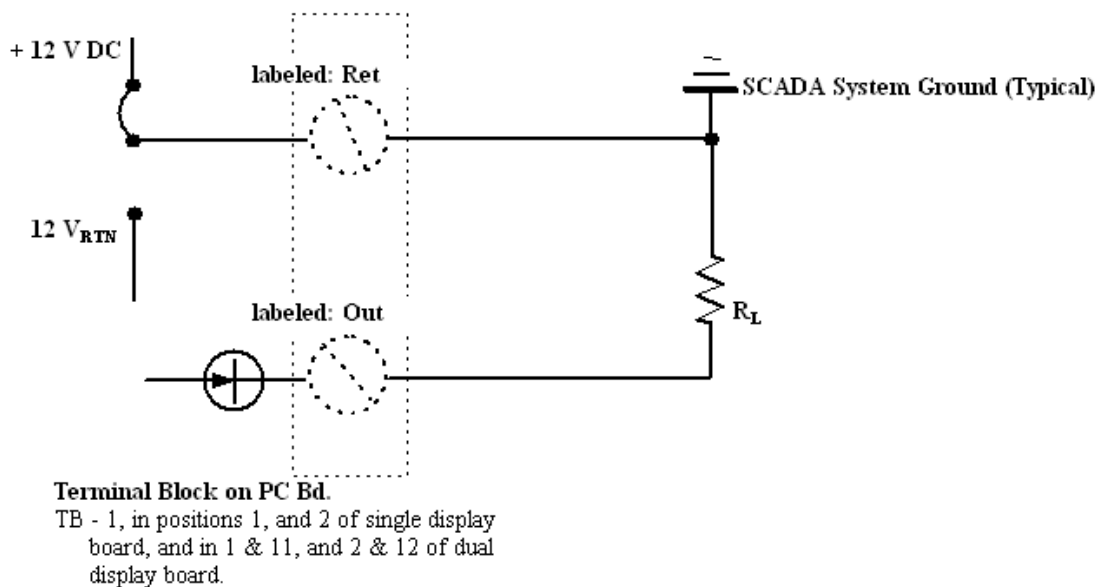 + 12 V DC
labeled: Ret
SCADA System Ground (Typical)
12 V RTN
labeled: Out
RL
Terminal Block on PC Bd.
TB - 1, in positions 1, and 2 of single display
board, and in 1 & 11, and 2 & 12 of dual
display board.